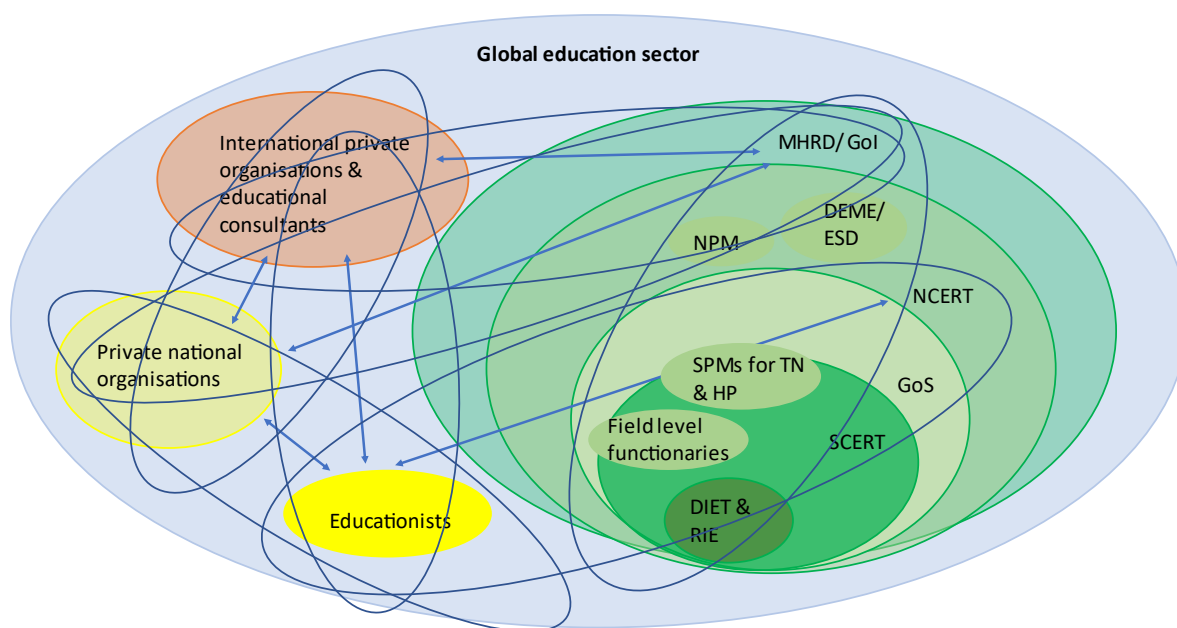 Global education sector
International private
organisations &
educational
consultants
MHRD/ GoI
DEME/
ESD
NPM
NCERT
Private national
organisations
SPMs for TN
& HP
GoS
Field level
functionaries
SCERT
DIET &
RIE
Educationists